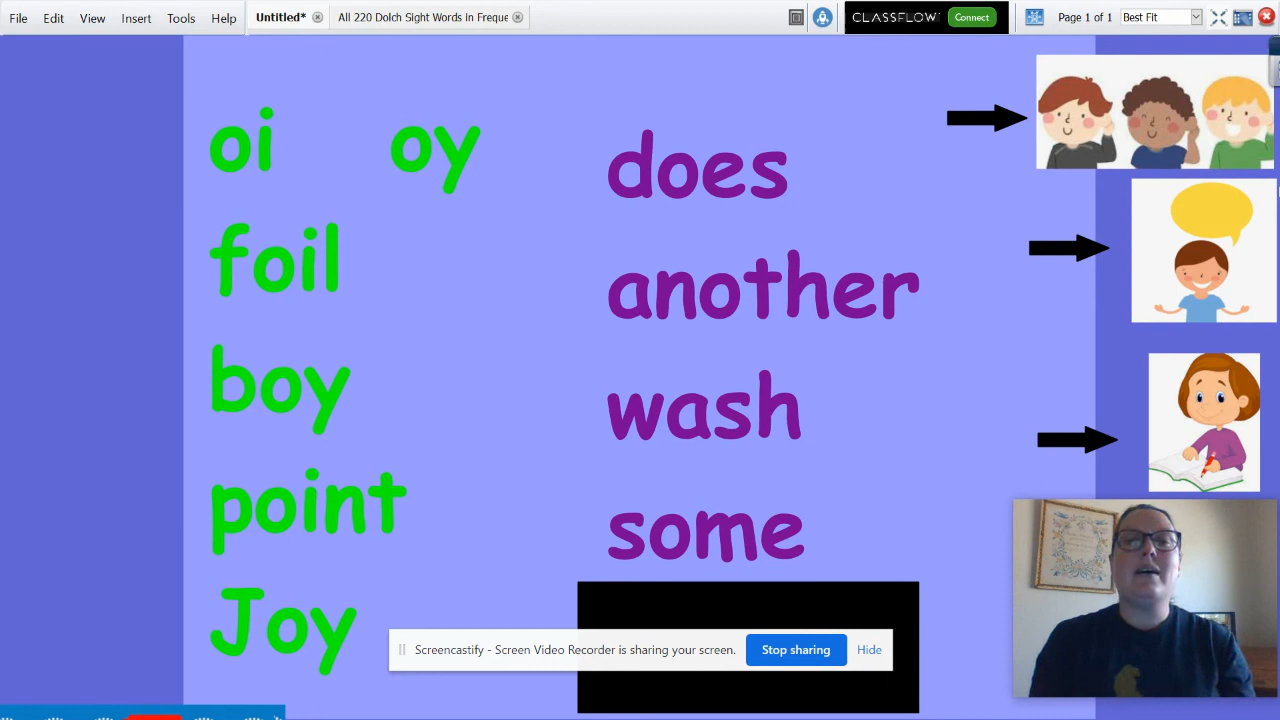 File Edit View Insert Tools Help Untitled* All 220 Dolch Sight Words in Freque CLASSFLOW Connect Page 1 of 1 Best Fit
oi oy
foil
boy
point
Joy
does
another
wash
some
Screencastify - Screen Video Recorder is sharing your screen. Stop sharing Hide